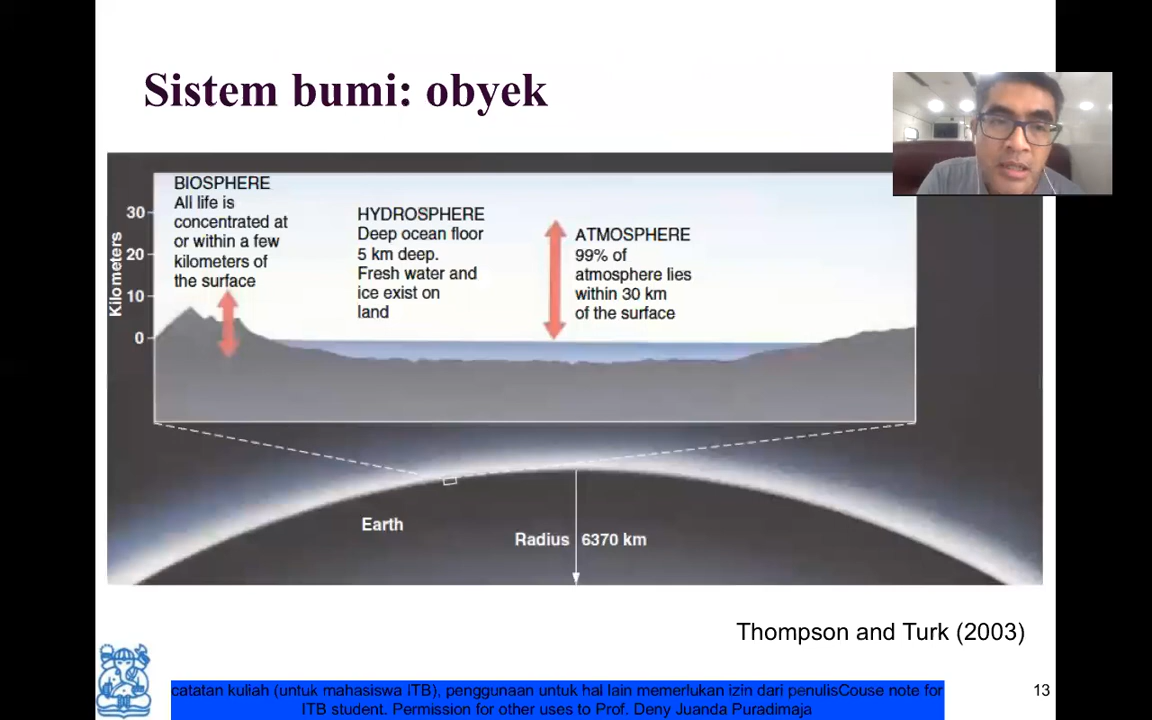 Sistem bumi: obyek
BIOSPHERE
All life is
concentrated at
or within a few
kilometers of
the surface
HYDROSPHERE
Deep ocean floor
5 km deep.
Fresh water and
ice exist on
land
ATMOSPHERE
99% of
atmosphere lies
within 30 km
of the surface
Kilometers
30
20
10
0
Earth
Radius 6370 km
Thompson and Turk (2003)
catatan kuliah (untuk mahasiswa ITB), penggunaan untuk hal lain memerlukan izin dari penulisCouse note for
ITB student. Permission for other uses to Prof. Deny Juanda Puradimaja
13